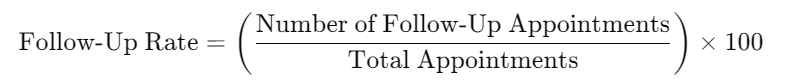 Follow-Up Rate = ( Number of Follow-Up Appointments / Total Appointments ) × 100